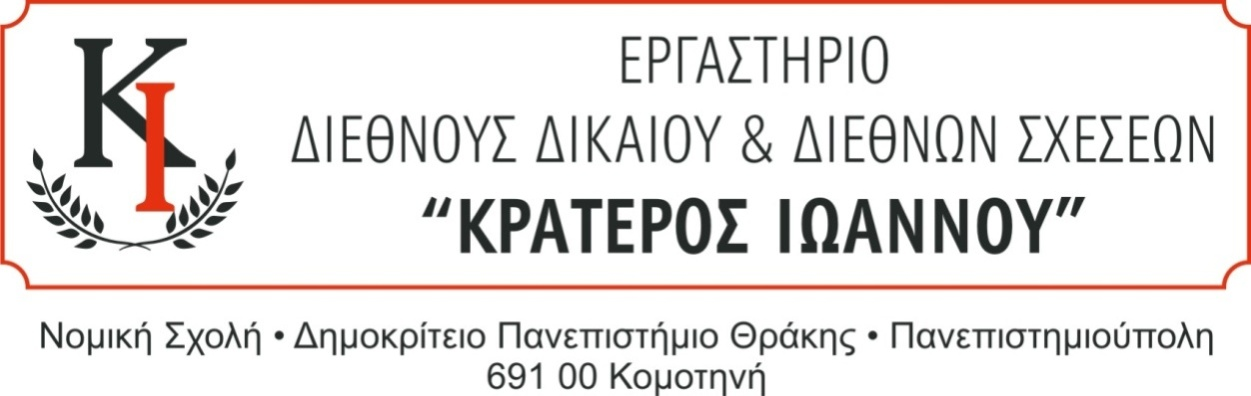 ΚΙ
ΕΡΓΑΣΤΗΡΙΟ
ΔΙΕΘΝΟΥΣ ΔΙΚΑΙΟΥ & ΔΙΕΘΝΩΝ ΣΧΕΣΕΩΝ
“ΚΡΑΤΕΡΟΣ ΙΩΑΝΝΟΥ”
Νομική Σχολή • Δημοκρίτειο Πανεπιστήμιο Θράκης • Πανεπιστημιούπολη
691 00 Κομοτηνή